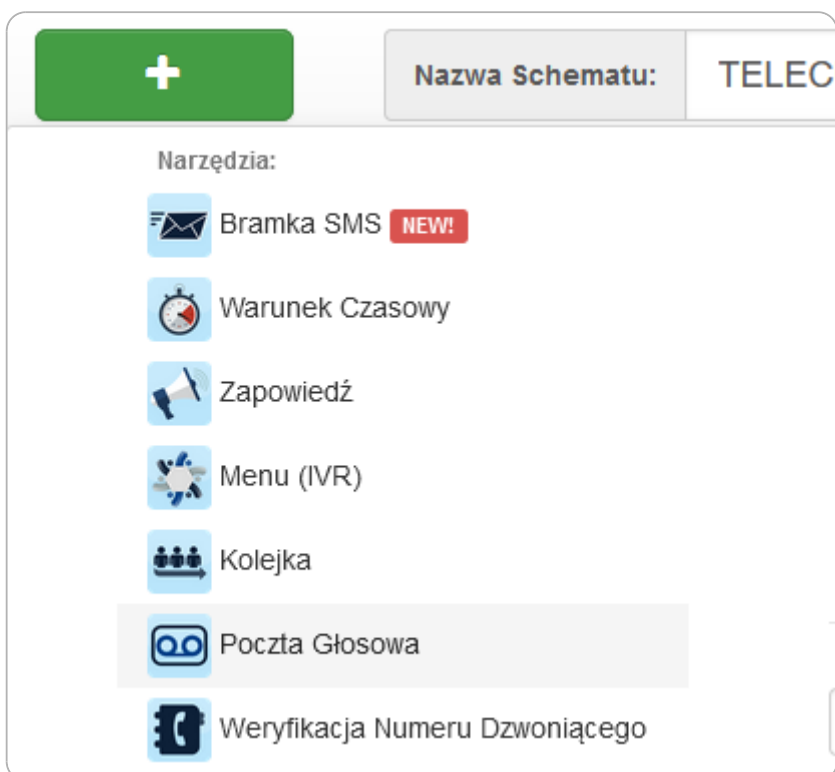 Nazwa Schematu: TELEC
Narzędzia:
Bramka SMS NEW!
Warunek Czasowy
Zapowiedź
Menu (IVR)
Kolejka
Poczta Głosowa
Weryfikacja Numeru Dzwoniącego